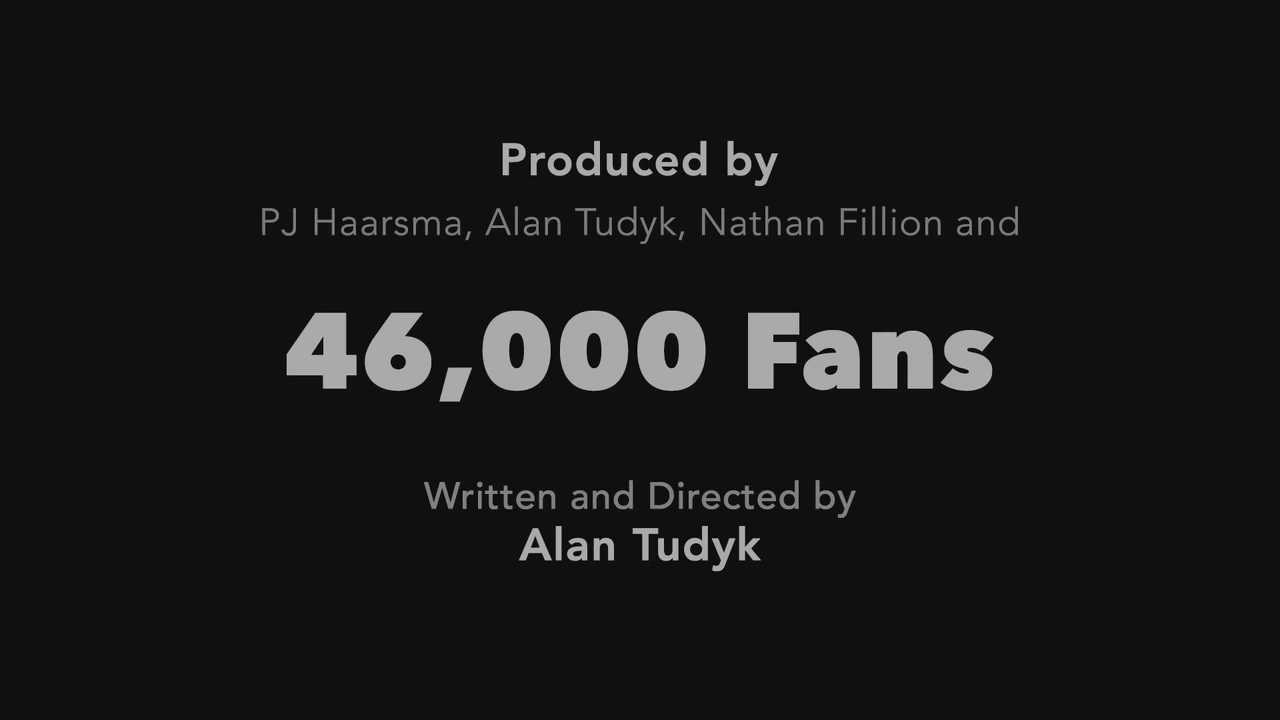 Produced by
PJ Haarsma, Alan Tudyk, Nathan Fillion and
46,000 Fans
Written and Directed by
Alan Tudyk